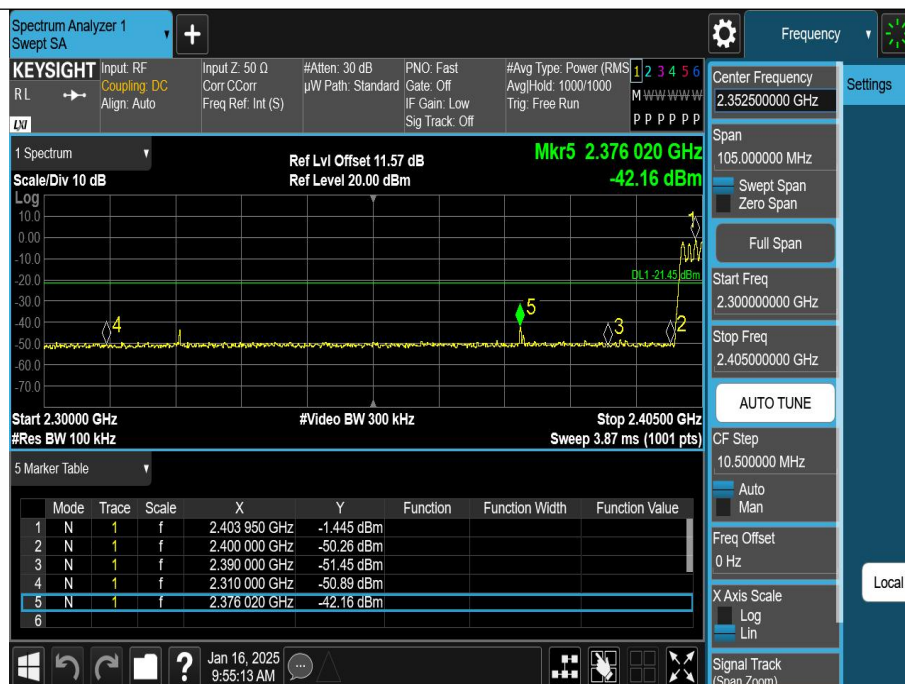 Spectrum Analyzer 1
Swept SA
+
Frequency
KEYSIGHT
RL
LXI
Input: RF
Coupling: DC
Align: Auto
Input Z: 50 Ω
Corr CCorr
Freq Ref: Int (S)
#Atten: 30 dB
µW Path: Standard
PNO: Fast
Gate: Off
IF Gain: Low
Sig Track: Off
#Avg Type: Power (RMS
Avg|Hold: 1000/1000
Trig: Free Run
1 2 3 4 5 6
M W W W W W
P P P P P P
1 Spectrum
Scale/Div 10 dB
Ref Lvl Offset 11.57 dB
Ref Level 20.00 dBm
Mkr5 2.376 020 GHz
-42.16 dBm
Log
10.0
0.00
-10.0
-20.0
-30.0
-40.0
-50.0
-60.0
-70.0
1
DL1 -21.45 dBm
5
4
3
2
Start 2.30000 GHz
#Res BW 100 kHz
#Video BW 300 kHz
Stop 2.40500 GHz
Sweep 3.87 ms (1001 pts)
5 Marker Table
Mode Trace Scale X Y Function Function Width Function Value
1 N 1 f 2.403 950 GHz -1.445 dBm
2 N 1 f 2.400 000 GHz -50.26 dBm
3 N 1 f 2.390 000 GHz -51.45 dBm
4 N 1 f 2.310 000 GHz -50.89 dBm
5 N 1 f 2.376 020 GHz -42.16 dBm
6
Jan 16, 2025
9:55:13 AM
?
Center Frequency
2.352500000 GHz
Span
105.000000 MHz
Swept Span
Zero Span
Full Span
Start Freq
2.300000000 GHz
Stop Freq
2.405000000 GHz
AUTO TUNE
CF Step
10.500000 MHz
Auto
Man
Freq Offset
0 Hz
X Axis Scale
Log
Lin
Signal Track
(Span Zoom)
Settings
Local